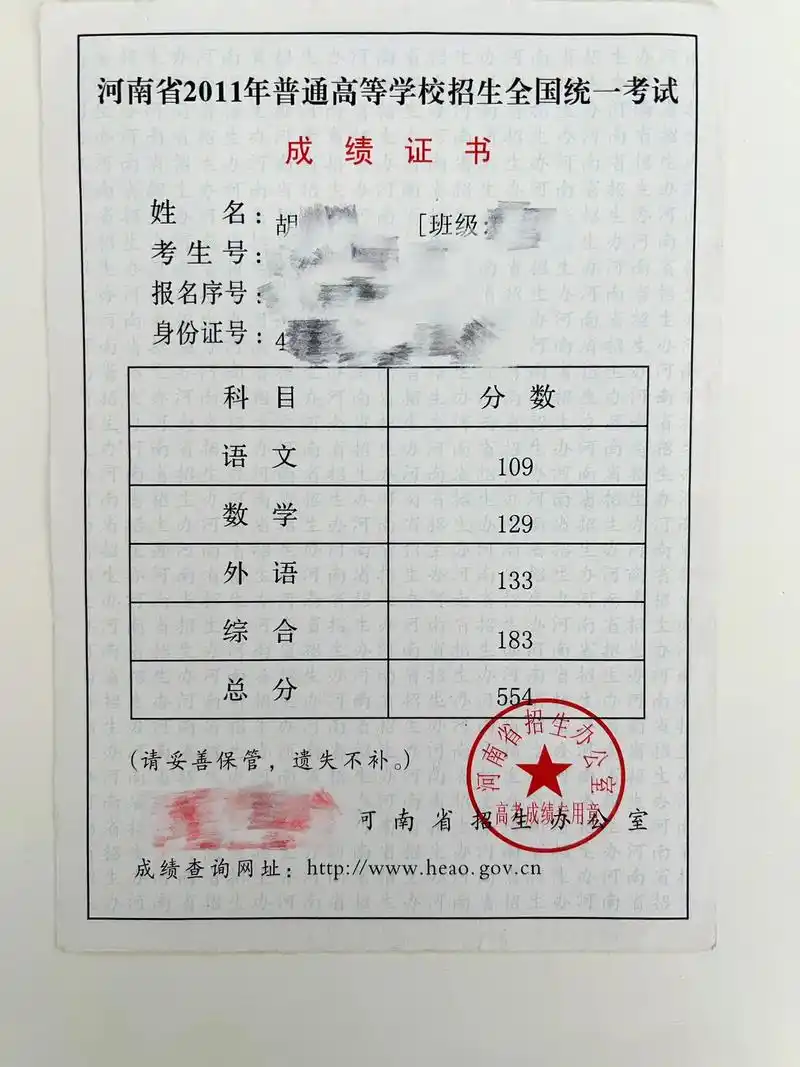 河南省2011年普通高等学校招生全国统一考试
成绩证书
姓名：胡 [班级：
考生号：
报名序号：
身份证号：4
科目 分数
语文 109
数学 129
外语 133
综合 183
总分 554
(请妥善保管，遗失不补。)
河南省招生办公室
高考成绩专用章
河南省招生办公室
成绩查询网址：http://www.heao.gov.cn